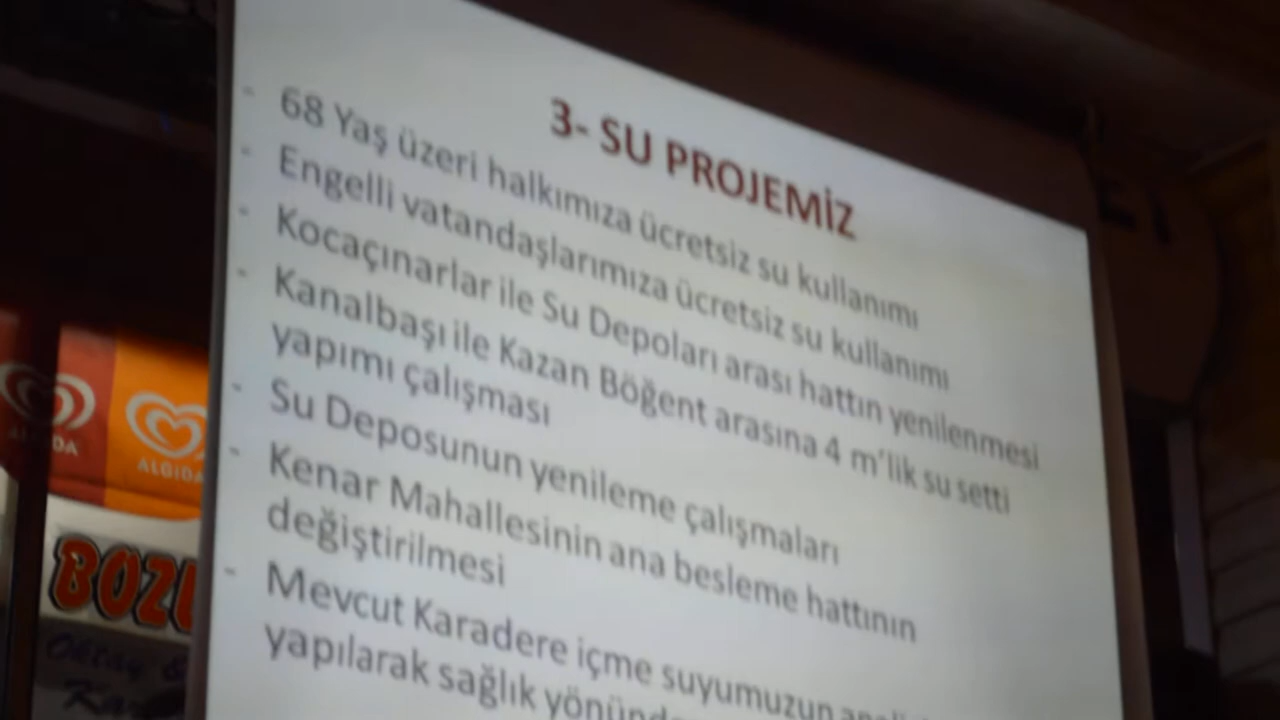 3- SU PROJEMİZ
- 68 Yaş üzeri halkımıza ücretsiz su kullanımı
- Engelli vatandaşlarımıza ücretsiz su kullanımı
- Kocaçınarlar ile Su Depoları arası hattın yenilenmesi
- Kanalbaşı ile Kazan Böğent arasına 4 m'lik su setti
yapımı çalışması
- Su Deposunun yenileme çalışmaları
- Kenar Mahallesinin ana besleme hattının
değiştirilmesi
- Mevcut Karadere içme suyumuzun
yapılarak sağlık
ALGIDA
ALGIDA